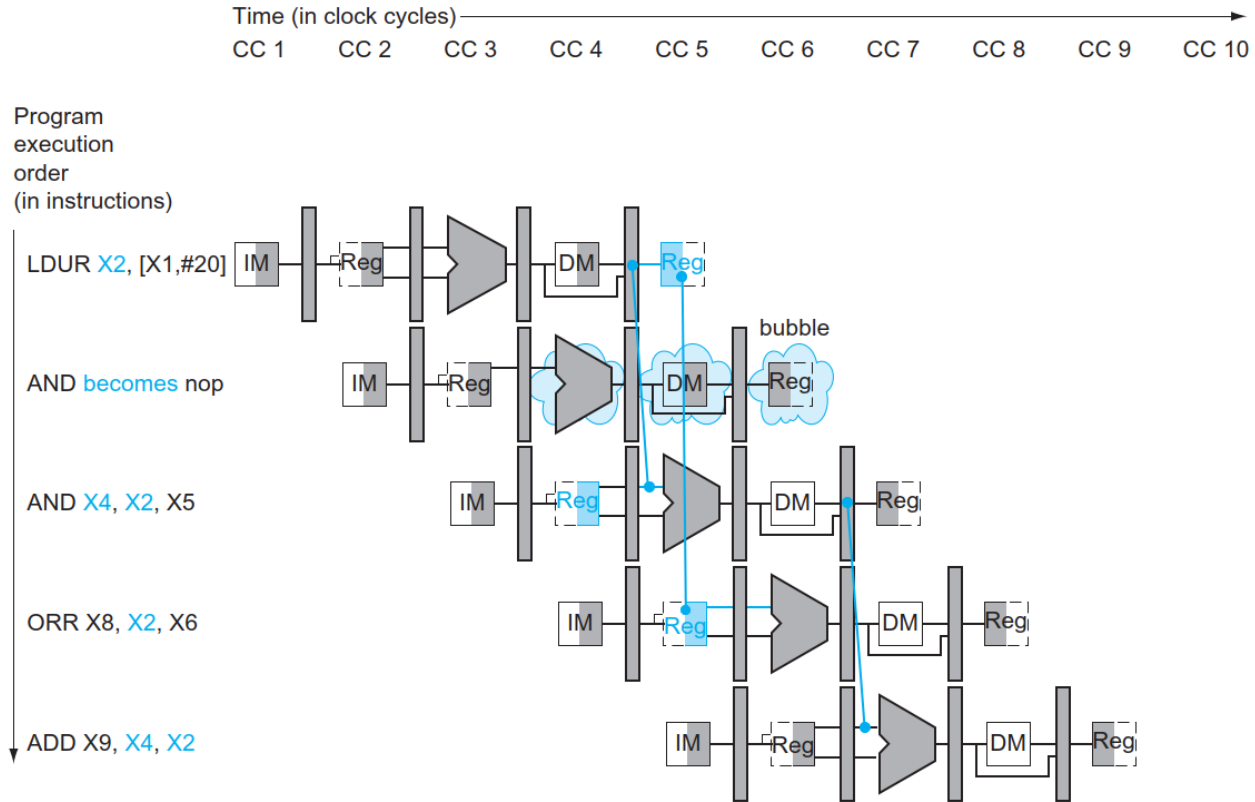 Time (in clock cycles)
CC 1 CC 2 CC 3 CC 4 CC 5 CC 6 CC 7 CC 8 CC 9 CC 10
Program
execution
order
(in instructions)
LDUR X2, [X1,#20] IM Reg DM Reg
bubble
AND becomes nop IM Reg DM Reg
AND X4, X2, X5 IM Reg DM Reg
ORR X8, X2, X6 IM Reg DM Reg
ADD X9, X4, X2 IM Reg DM Reg